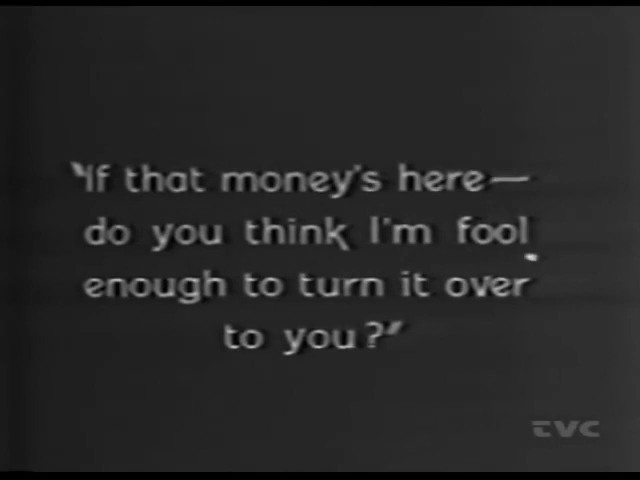 "If that money's here—
do you think I'm fool
enough to turn it over
to you?"
TVC